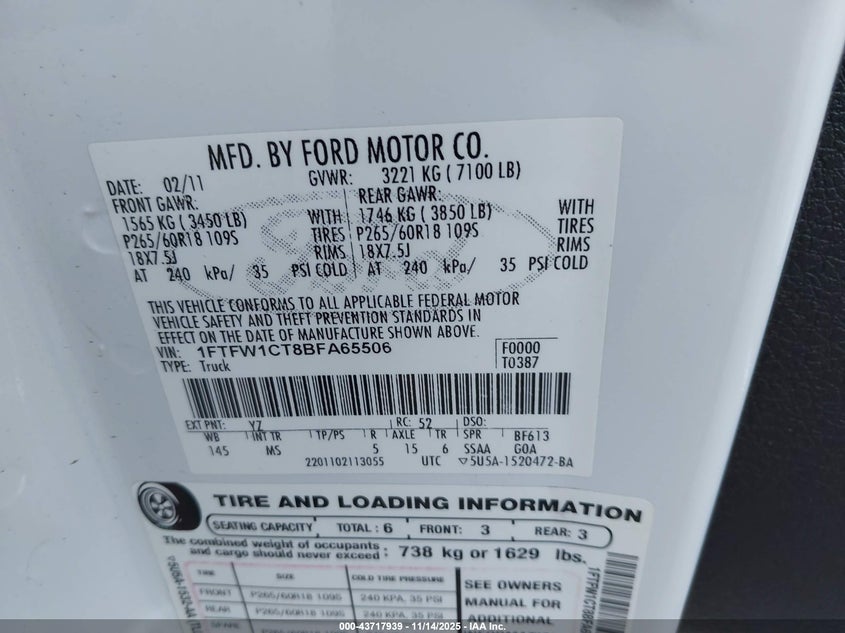 MFD. BY FORD MOTOR CO.
DATE: 02/11 GVWR: 3221 KG ( 7100 LB)
FRONT GAWR: REAR GAWR:
1565 KG ( 3450 LB) WITH 1746 KG ( 3850 LB) WITH
P265/60R18 109S TIRES P265/60R18 109S TIRES
18X7.5J RIMS 18X7.5J RIMS
AT 240 kPa/ 35 PSI COLD AT 240 kPa/ 35 PSI COLD
THIS VEHICLE CONFORMS TO ALL APPLICABLE FEDERAL MOTOR
VEHICLE SAFETY AND THEFT PREVENTION STANDARDS IN
EFFECT ON THE DATE OF MANUFACTURE SHOWN ABOVE.
VIN: 1FTFW1CT8BFA65506 F0000
TYPE: Truck T0387
EXT PNT: YZ RC: 52 DSO:
WB INT TR TP/PS R AXLE TR SPR BF613
145 MS 5 15 6 SSAA GOA
2201102113055 UTC ▽5U5A-1520472-BA
TIRE AND LOADING INFORMATION
SEATING CAPACITY TOTAL : 6 FRONT: 3 REAR: 3
The combined weight of occupants
and cargo should never exceed : 738 kg or 1629 lbs.
TIRE SIZE COLD TIRE PRESSURE SEE OWNERS
FRONT P265/60R18 109S 240 KPA, 35 PSI MANUAL FOR
REAR P265/60R18 109S 240 KPA, 35 PSI ADDITIONAL
SPARE
000-43717939 - 11/14/2025 - IAA Inc.